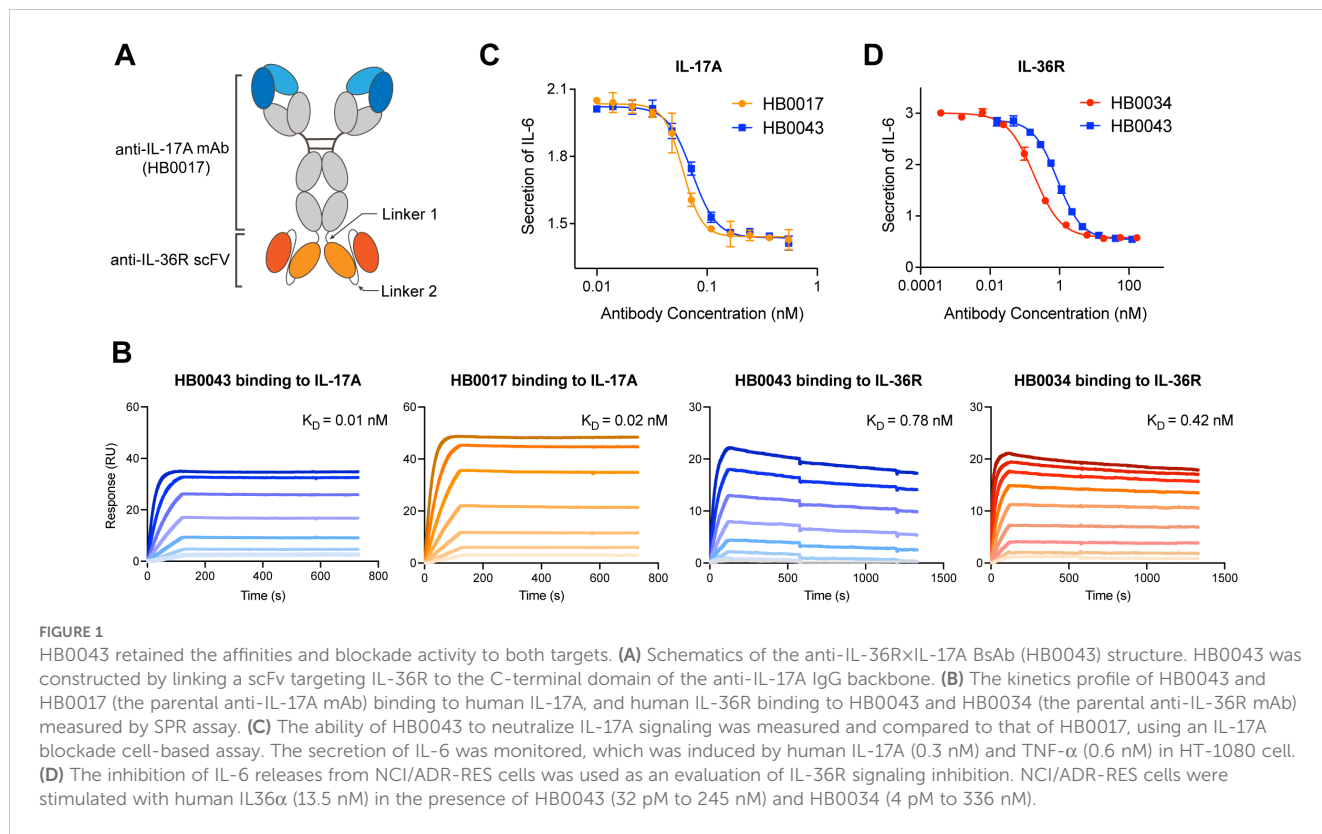 A
anti-IL-17A mAb
(HB0017)
anti-IL-36R scFV
Linker 1
Linker 2
C
IL-17A
HB0017
HB0043
Secretion of IL-6
2.1
1.8
1.5
0.01
0.1
1
Antibody Concentration (nM)
D
IL-36R
HB0034
HB0043
Secretion of IL-6
4
3
2
1
0
0.0001
0.01
1
100
Antibody Concentration (nM)
B
HB0043 binding to IL-17A
KD = 0.01 nM
Response (RU)
60
40
20
0
0
200
400
600
800
Time (s)
HB0017 binding to IL-17A
KD = 0.02 nM
60
40
20
0
0
200
400
600
800
Time (s)
HB0043 binding to IL-36R
KD = 0.78 nM
30
20
10
0
0
500
1000
1500
Time (s)
HB0034 binding to IL-36R
KD = 0.42 nM
30
20
10
0
0
500
1000
1500
Time (s)
FIGURE 1
HB0043 retained the affinities and blockade activity to both targets. (A) Schematics of the anti-IL-36R×IL-17A BsAb (HB0043) structure. HB0043 was
constructed by linking a scFv targeting IL-36R to the C-terminal domain of the anti-IL-17A IgG backbone. (B) The kinetics profile of HB0043 and
HB0017 (the parental anti-IL-17A mAb) binding to human IL-17A, and human IL-36R binding to HB0043 and HB0034 (the parental anti-IL-36R mAb)
measured by SPR assay. (C) The ability of HB0043 to neutralize IL-17A signaling was measured and compared to that of HB0017, using an IL-17A
blockade cell-based assay. The secretion of IL-6 was monitored, which was induced by human IL-17A (0.3 nM) and TNF-α (0.6 nM) in HT-1080 cell.
(D) The inhibition of IL-6 releases from NCI/ADR-RES cells was used as an evaluation of IL-36R signaling inhibition. NCI/ADR-RES cells were
stimulated with human IL36α (13.5 nM) in the presence of HB0043 (32 pM to 245 nM) and HB0034 (4 pM to 336 nM).